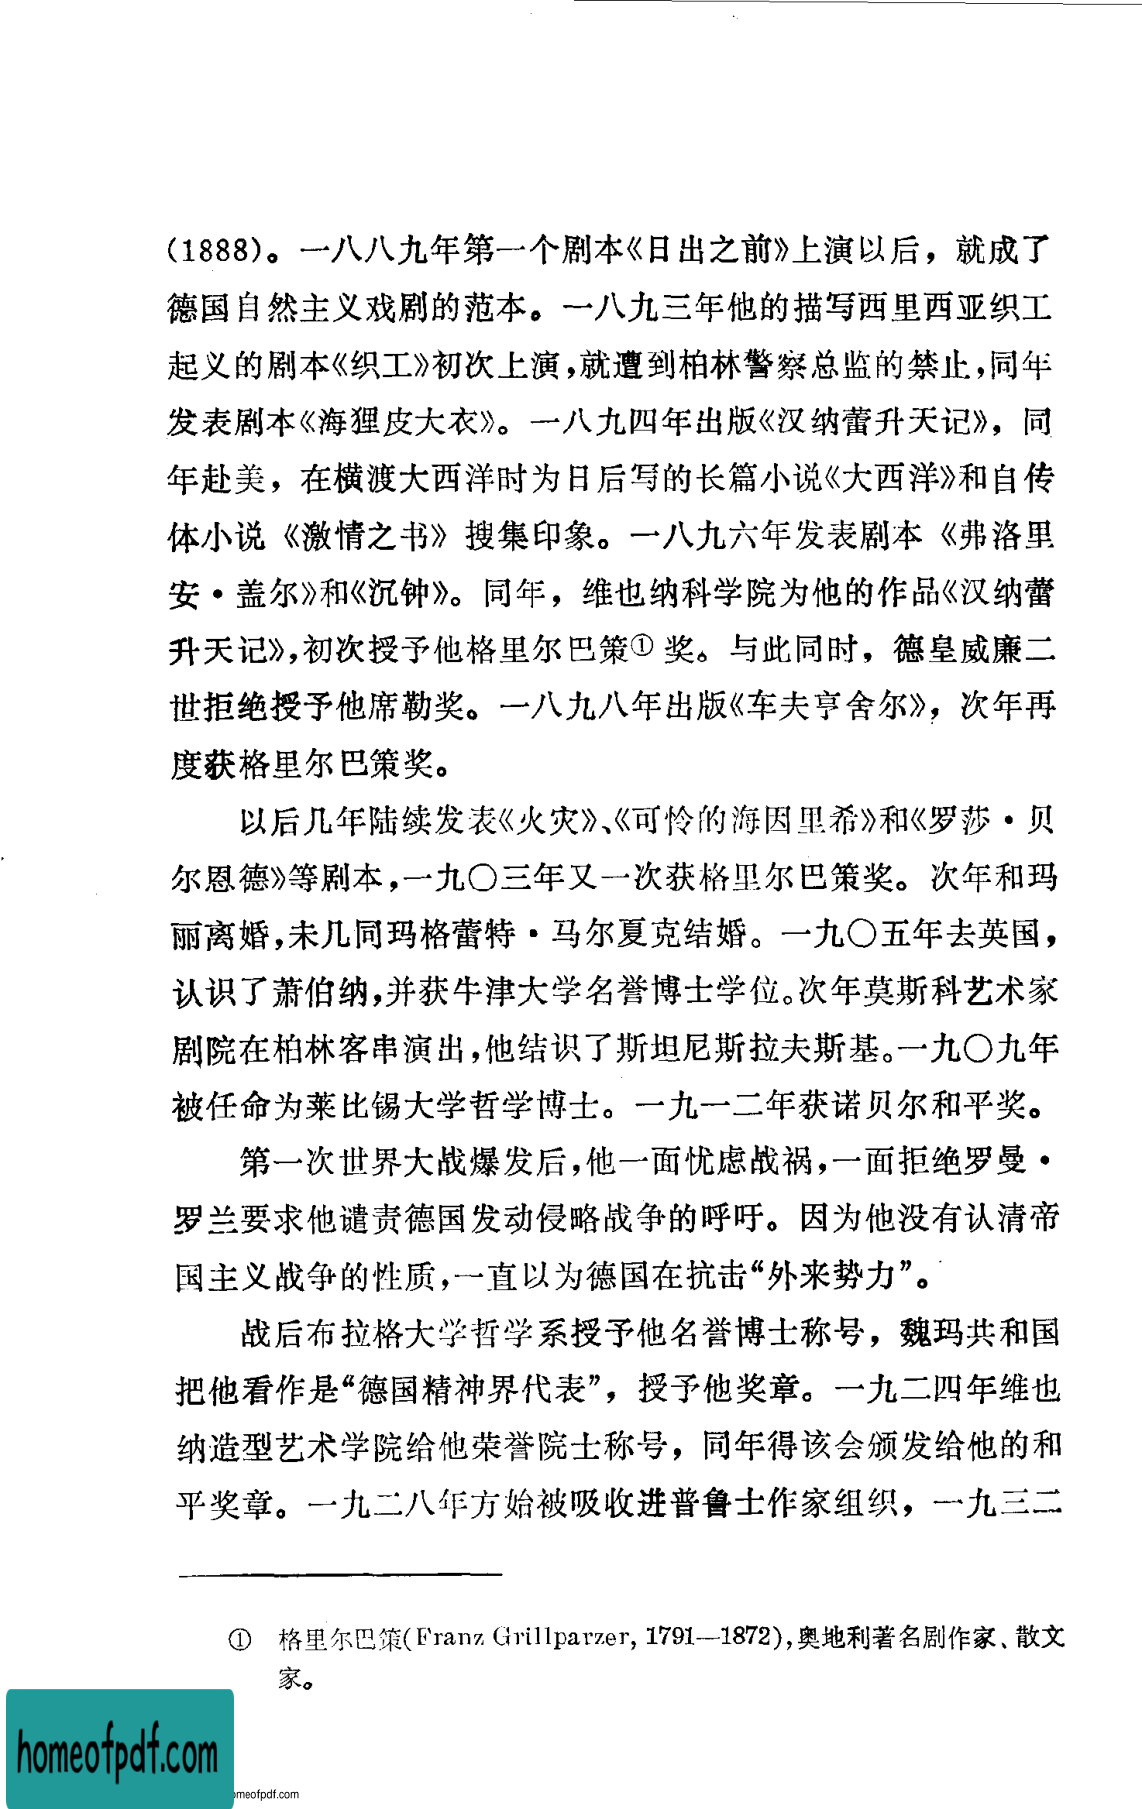 (1888)。一八八九年第一个剧本《日出之前》上演以后，就成了
德国自然主义戏剧的范本。一八九三年他的描写西里西亚织工
起义的剧本《织工》初次上演，就遭到柏林警察总监的禁止，同年
发表剧本《海狸皮大衣》。一八九四年出版《汉纳蕾升天记》，同
年赴美，在横渡大西洋时为日后写的长篇小说《大西洋》和自传
体小说《激情之书》搜集印象。一八九六年发表剧本《弗洛里
安·盖尔》和《沉钟》。同年，维也纳科学院为他的作品《汉纳蕾
升天记》，初次授予他格里尔巴策①奖。与此同时，德皇威廉二
世拒绝授予他席勒奖。一八九八年出版《车夫亨舍尔》，次年再
度获格里尔巴策奖。
以后几年陆续发表《火灾》、《可怜的海因里希》和《罗莎·贝
尔恩德》等剧本，一九〇三年又一次获格里尔巴策奖。次年和玛
丽离婚，未几同玛格蕾特·马尔夏克结婚。一九〇五年去英国，
认识了萧伯纳，并获牛津大学名誉博士学位。次年莫斯科艺术家
剧院在柏林客串演出，他结识了斯坦尼斯拉夫斯基。一九〇九年
被任命为莱比锡大学哲学博士。一九一二年获诺贝尔和平奖。
第一次世界大战爆发后，他一面忧虑战祸，一面拒绝罗曼·
罗兰要求他谴责德国发动侵略战争的呼吁。因为他没有认清帝
国主义战争的性质，一直以为德国在抗击“外来势力”。
战后布拉格大学哲学系授予他名誉博士称号，魏玛共和国
把他看作是“德国精神界代表”，授予他奖章。一九二四年维也
纳造型艺术学院给他荣誉院士称号，同年得该会颁发给他的和
平奖章。一九二八年方始被吸收进普鲁士作家组织，一九三二
① 格里尔巴策(Franz Grillparzer, 1791—1872)，奥地利著名剧作家、散文
家。
homeofpdf.com
omeofpdf.com